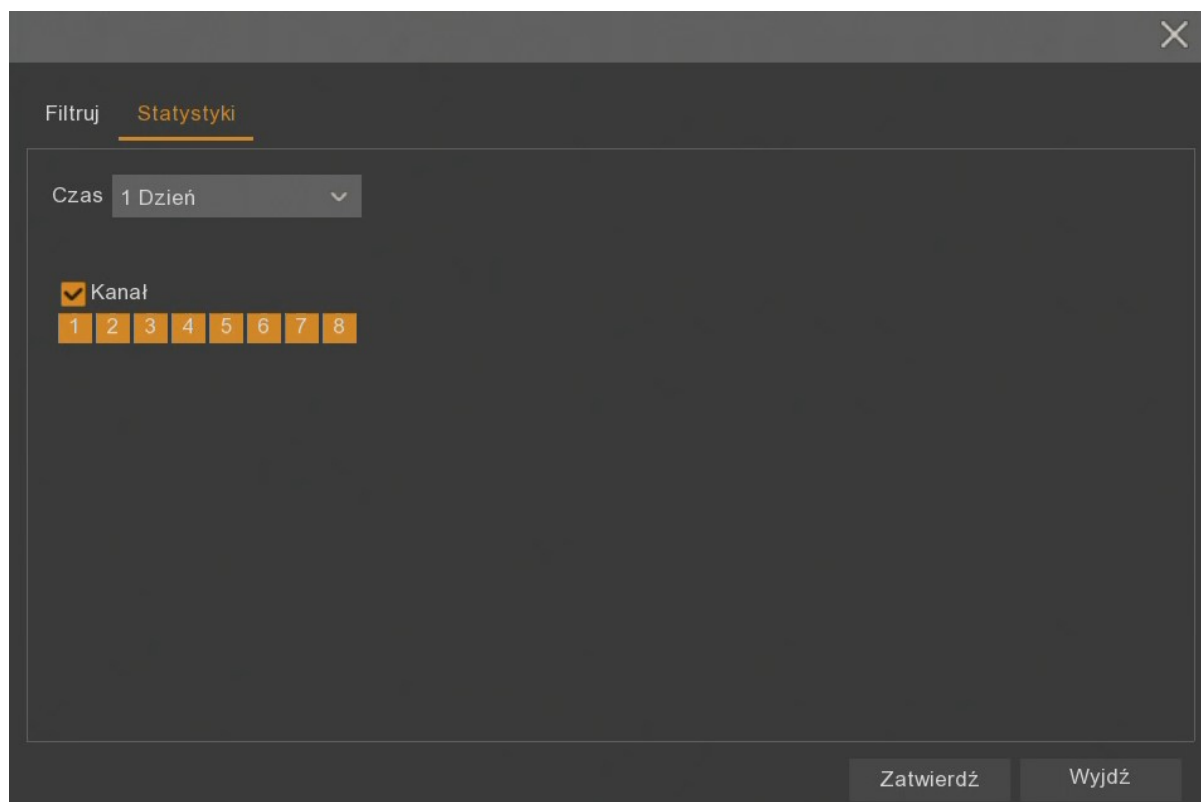 Filtruj Statystyki
Czas 1 Dzień
Kanał
1 2 3 4 5 6 7 8
Zatwierdź Wyjdź